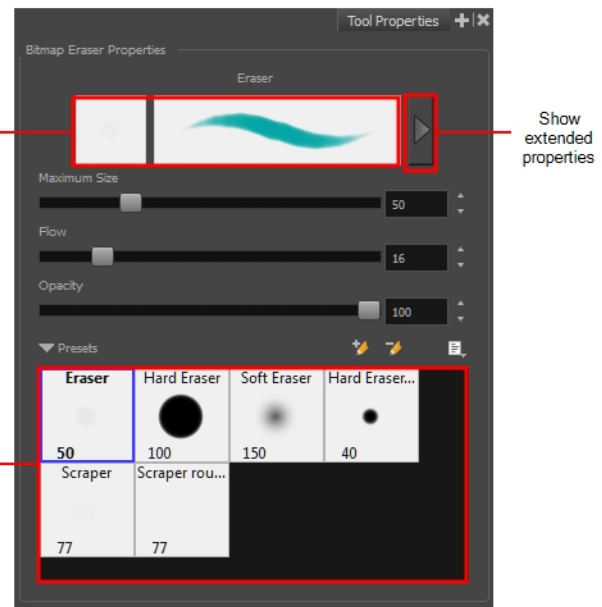 Tool Properties
Bitmap Eraser Properties
Eraser
Show
extended
properties
Maximum Size
50
Flow
16
Opacity
100
Presets
Eraser Hard Eraser Soft Eraser Hard Eraser...
50 100 150 40
Scraper Scraper rou...
77 77